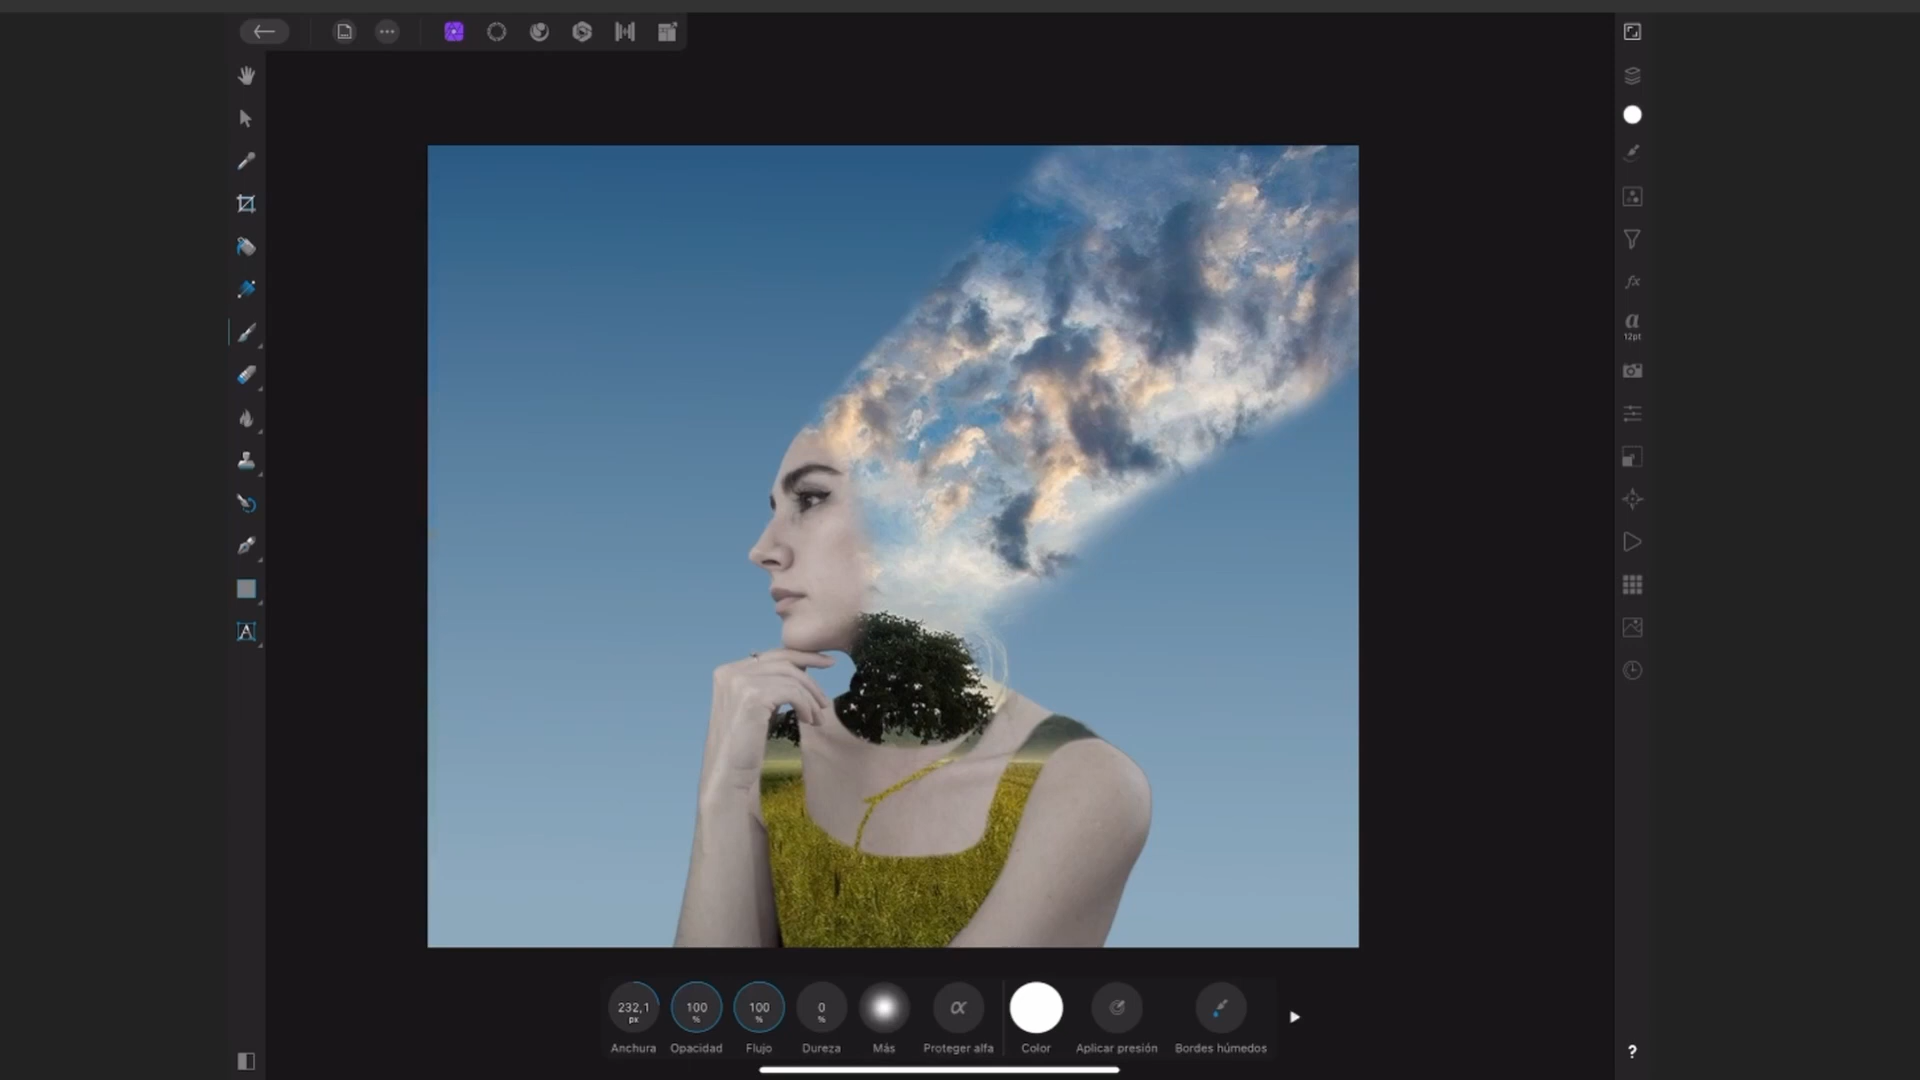 a
12pt
A
232,1
px
100
%
100
%
0
%
α
Anchura
Opacidad
Flujo
Dureza
Más
Proteger alfa
Color
Aplicar presión
Bordes húmedos
fx
?